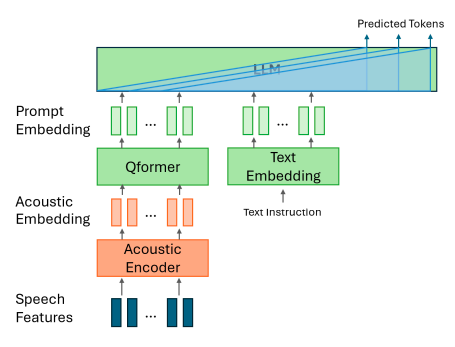 Predicted Tokens
LLM
Prompt
Embedding
...
...
Qformer
Text
Embedding
Acoustic
Embedding
...
Text Instruction
Acoustic
Encoder
Speech
Features
...